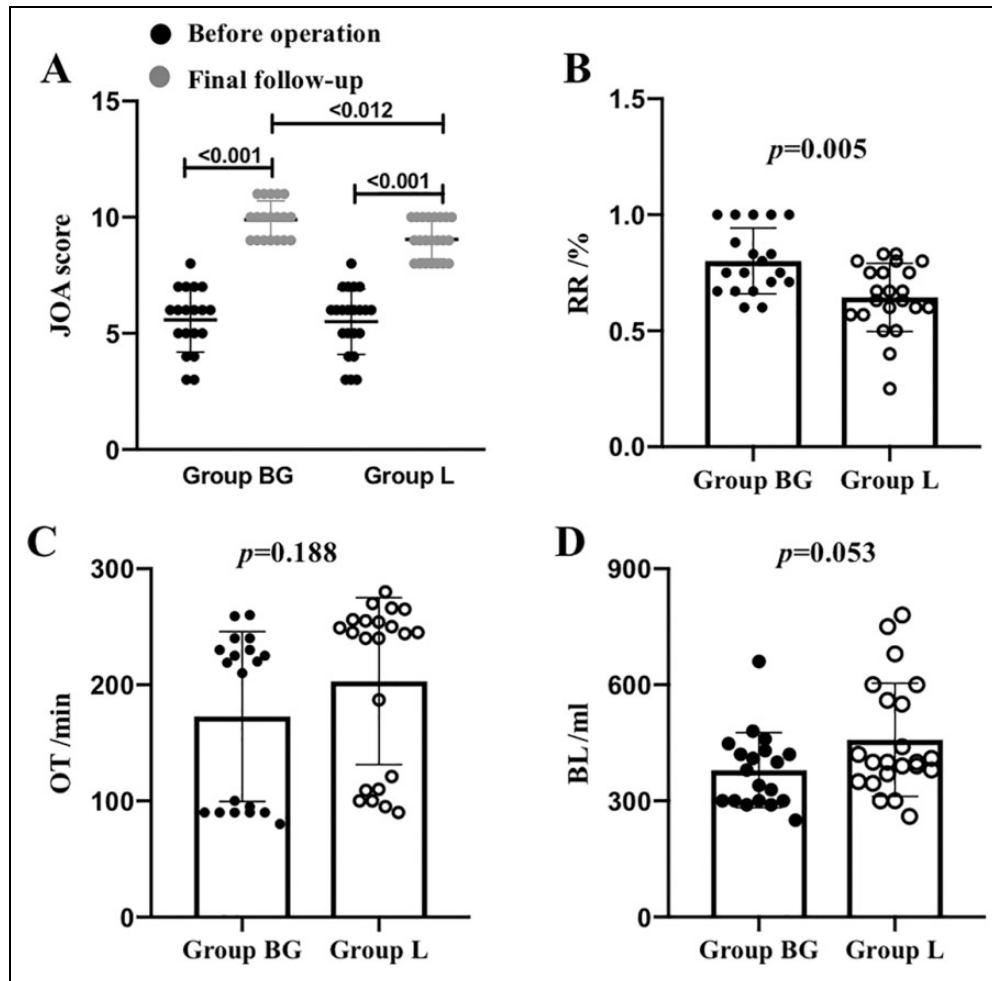 Before operation
Final follow-up
A
15
10
5
0
JOA score
<0.012
<0.001
<0.001
Group BG
Group L
B
1.5
1.0
0.5
0.0
RR /%
p=0.005
Group BG
Group L
C
300
200
100
0
OT /min
p=0.188
Group BG
Group L
D
900
600
300
0
BL /ml
p=0.053
Group BG
Group L